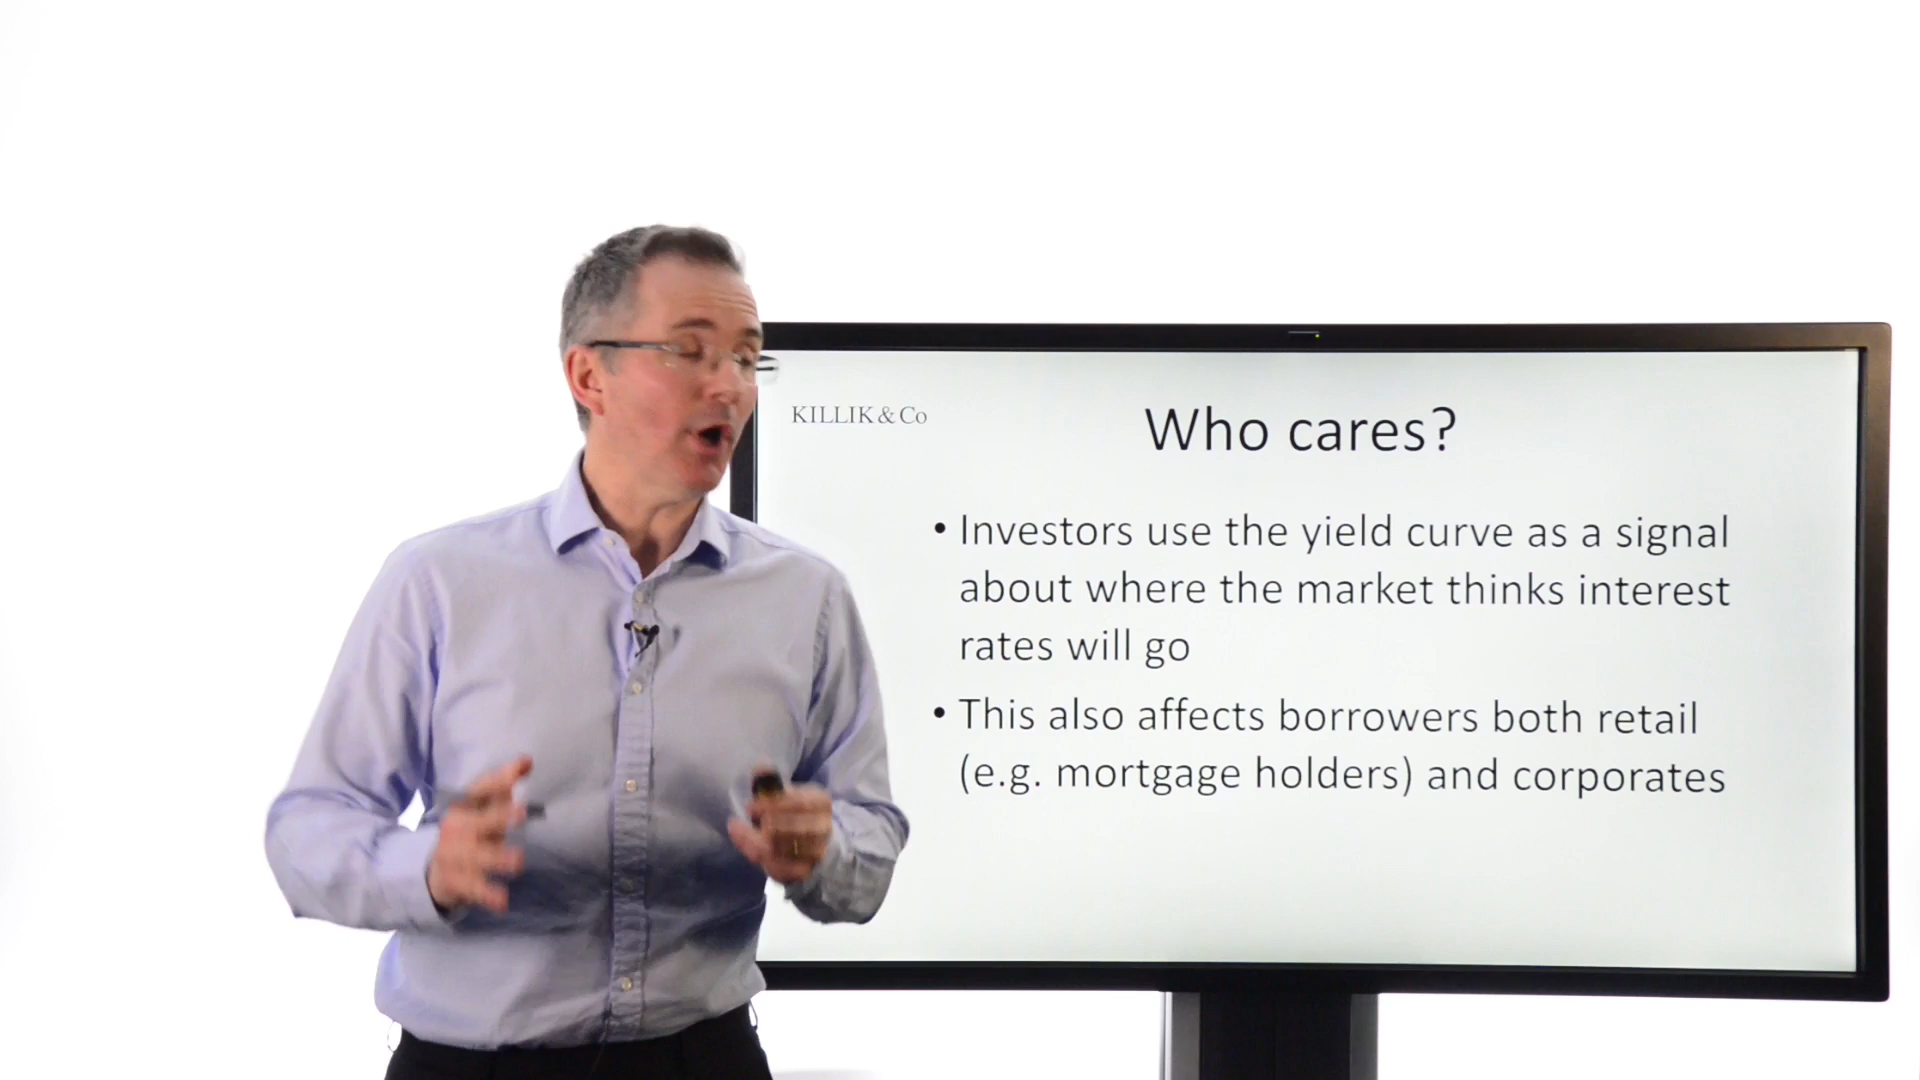 KILLIK & Co
Who cares?
• Investors use the yield curve as a signal
about where the market thinks interest
rates will go
• This also affects borrowers both retail
(e.g. mortgage holders) and corporates